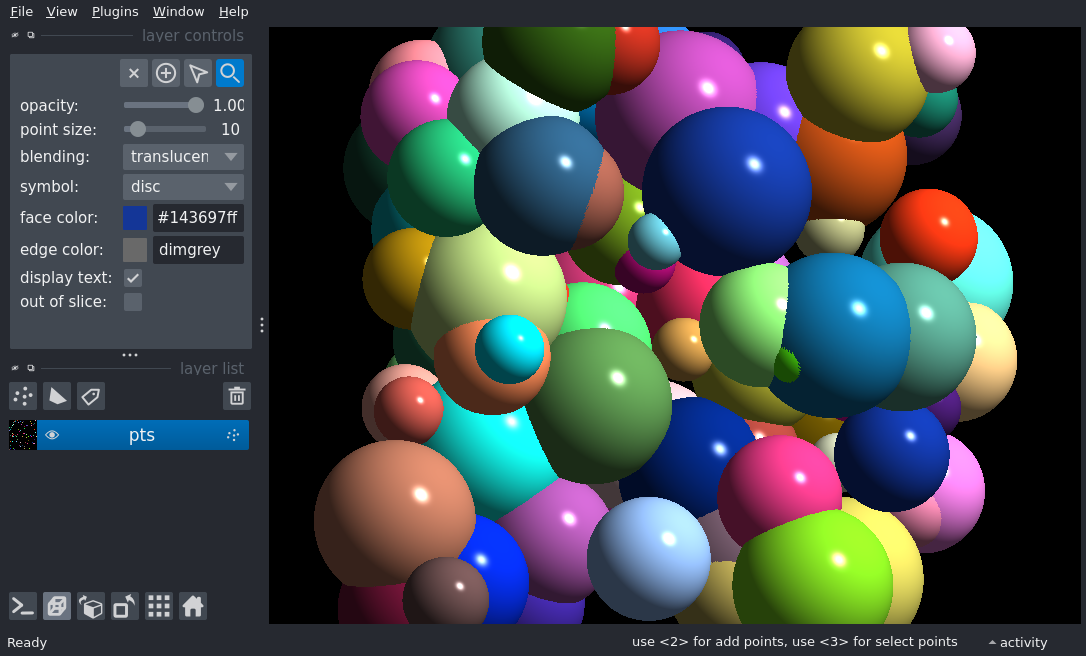 File View Plugins Window Help
layer controls
opacity: 1.00
point size: 10
blending: translucen
symbol: disc
face color: #143697ff
edge color: dimgrey
display text:
out of slice:
layer list
pts
Ready
use <2> for add points, use <3> for select points
activity